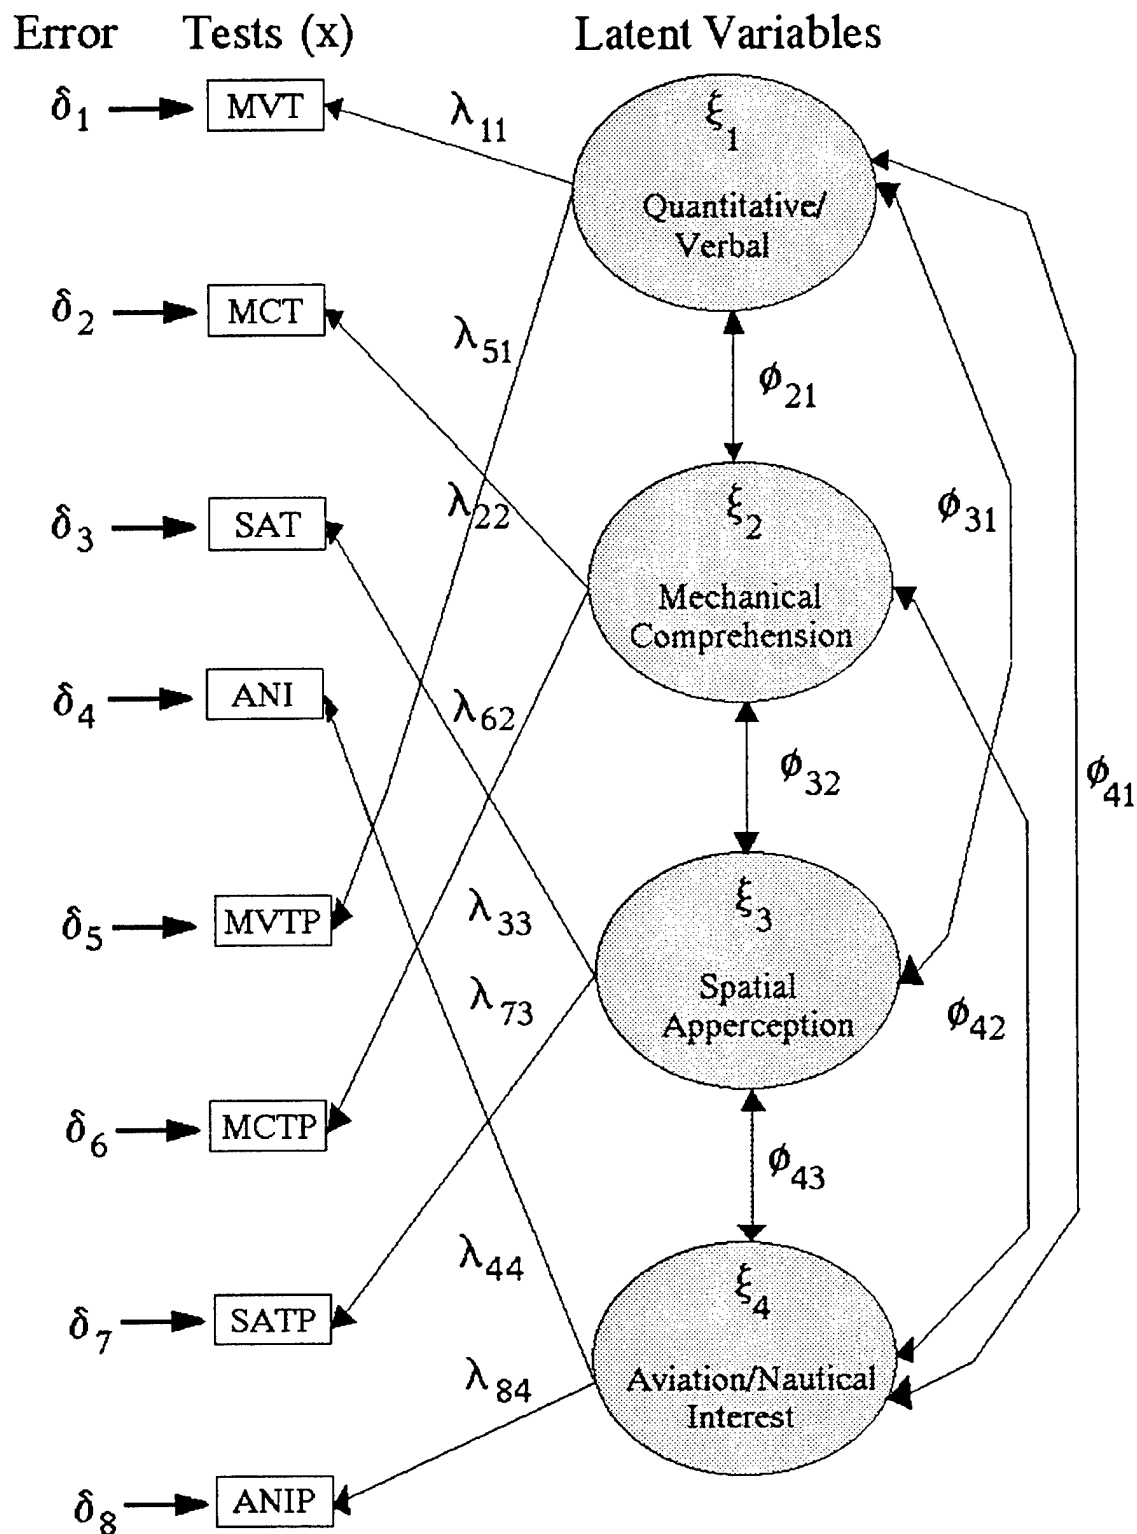 Error Tests (x) Latent Variables
δ1 MVT λ11 ξ1
Quantitative/
Verbal
δ2 MCT λ51 ϕ21
δ3 SAT λ22 ξ2 ϕ31
Mechanical
Comprehension
δ4 ANI λ62 ϕ32 ϕ41
δ5 MVTP λ33 ξ3
λ73 Spatial
Apperception ϕ42
δ6 MCTP ϕ43
λ44 ξ4
δ7 SATP
λ84 Aviation/Nautical
Interest
δ8 ANIP